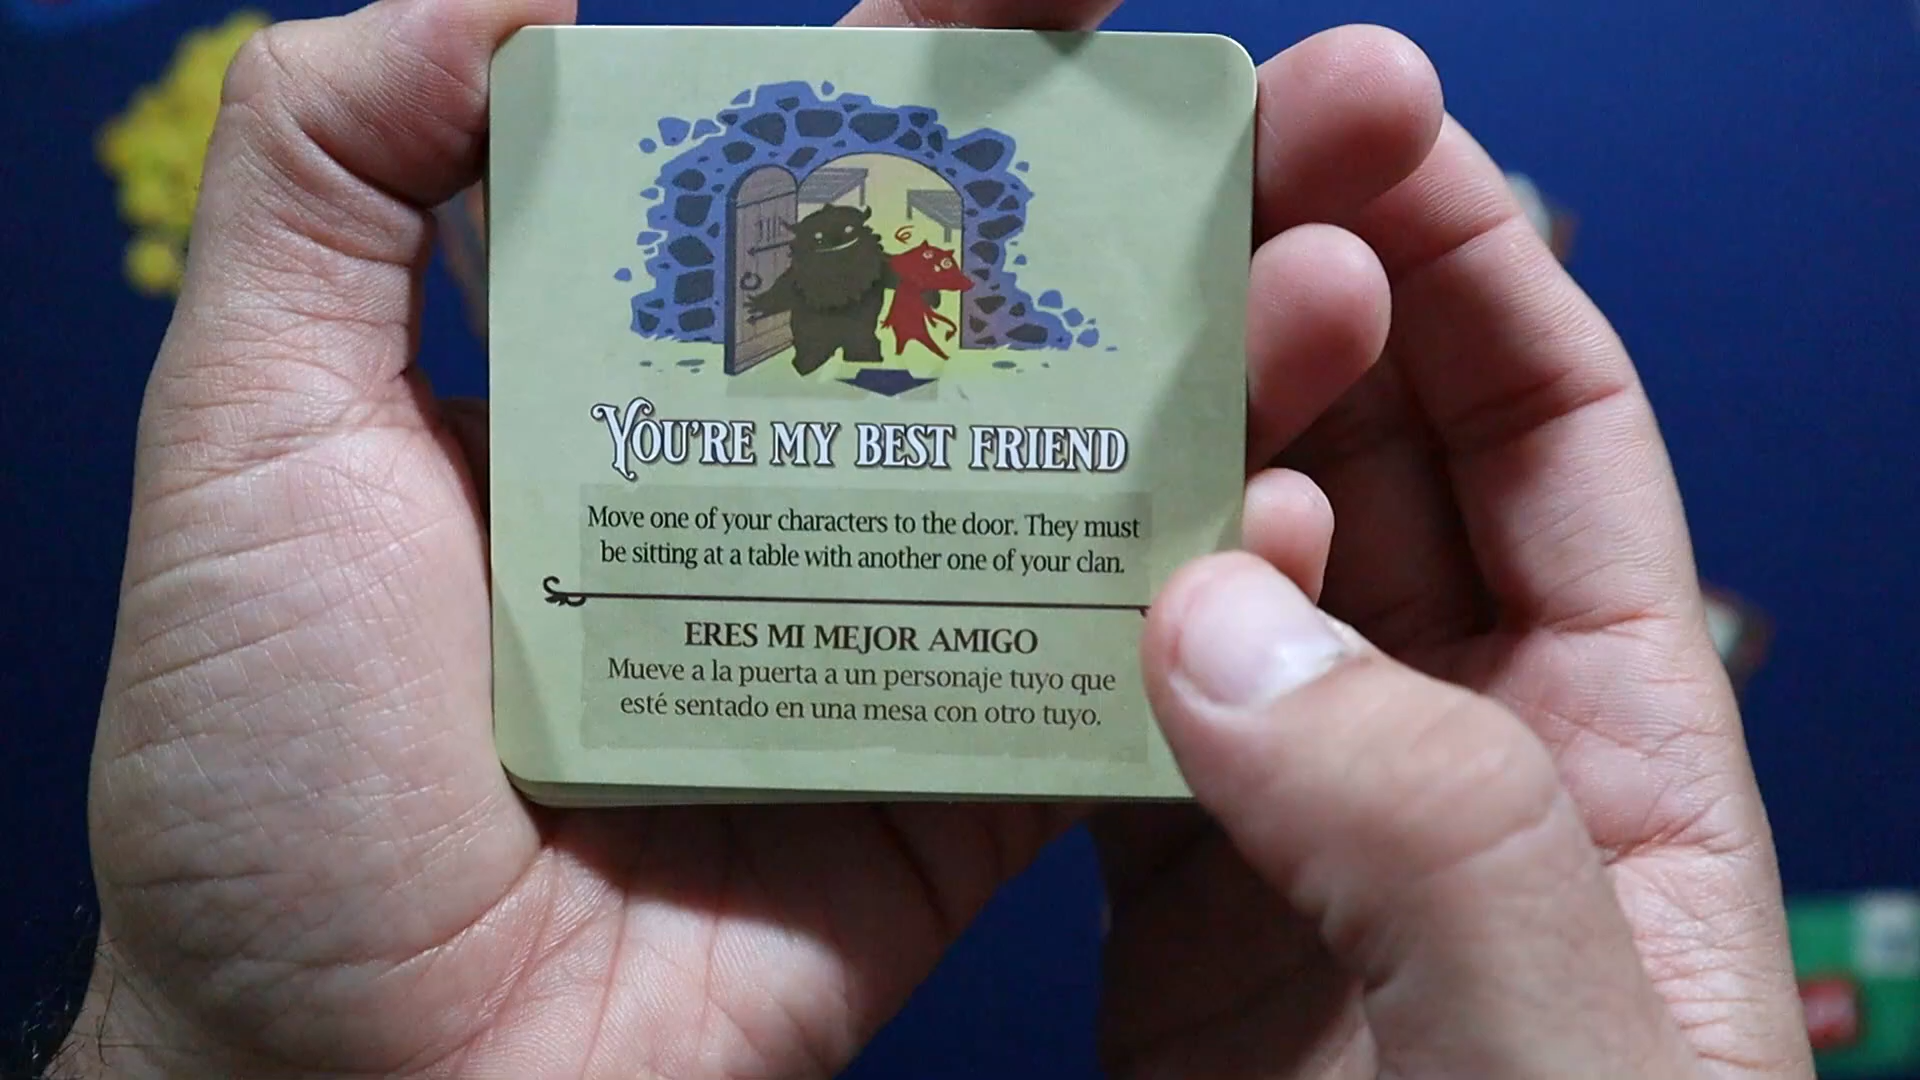 YOU'RE MY BEST FRIEND
Move one of your characters to the door. They must
be sitting at a table with another one of your clan.
ERES MI MEJOR AMIGO
Mueve a la puerta a un personaje tuyo que
esté sentado en una mesa con otro tuyo.